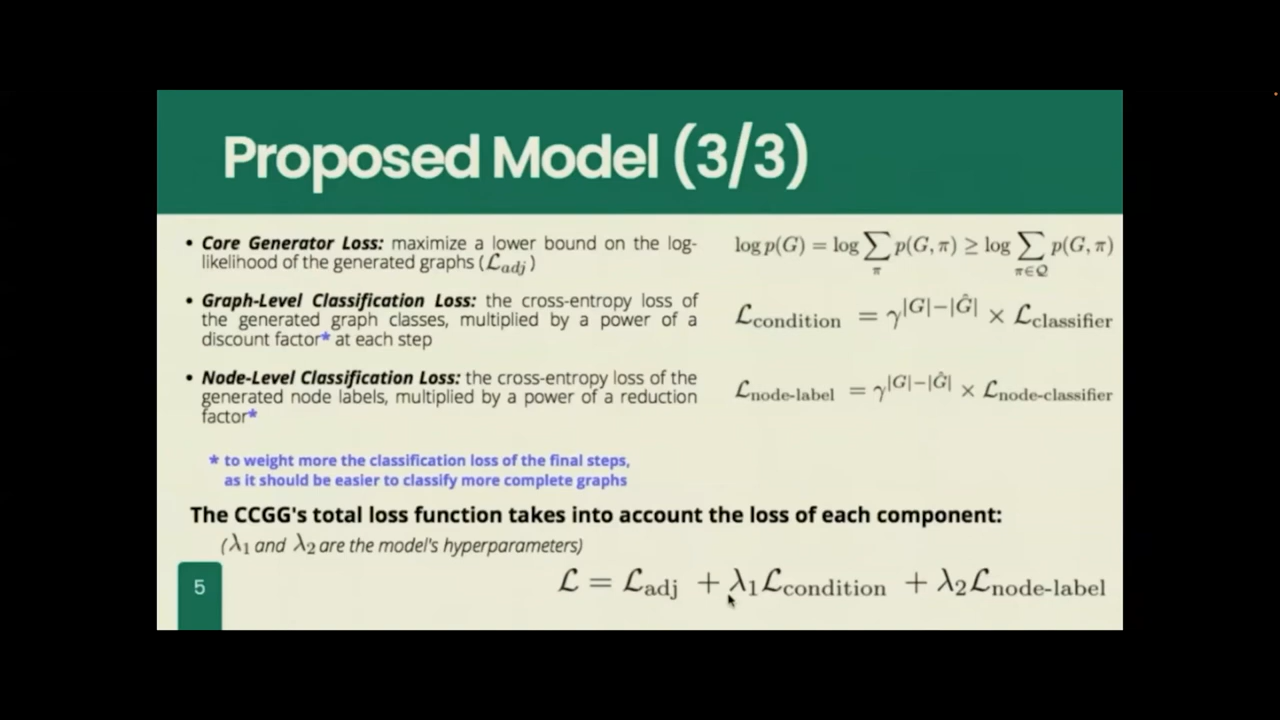 Proposed Model (3/3)
• Core Generator Loss: maximize a lower bound on the log-
likelihood of the generated graphs (ℒadj)
log p(G) = log ∑π p(G, π) ≥ log ∑π∈Q p(G, π)
• Graph-Level Classification Loss: the cross-entropy loss of
the generated graph classes, multiplied by a power of a
discount factor* at each step
ℒcondition = γ^|G|−|Ĝ| × ℒclassifier
• Node-Level Classification Loss: the cross-entropy loss of the
generated node labels, multiplied by a power of a reduction
factor*
ℒnode-label = γ^|G|−|Ĝ| × ℒnode-classifier
* to weight more the classification loss of the final steps,
as it should be easier to classify more complete graphs
The CCGG's total loss function takes into account the loss of each component:
(λ1 and λ2 are the model's hyperparameters)
ℒ = ℒadj + λ1ℒcondition + λ2ℒnode-label
5